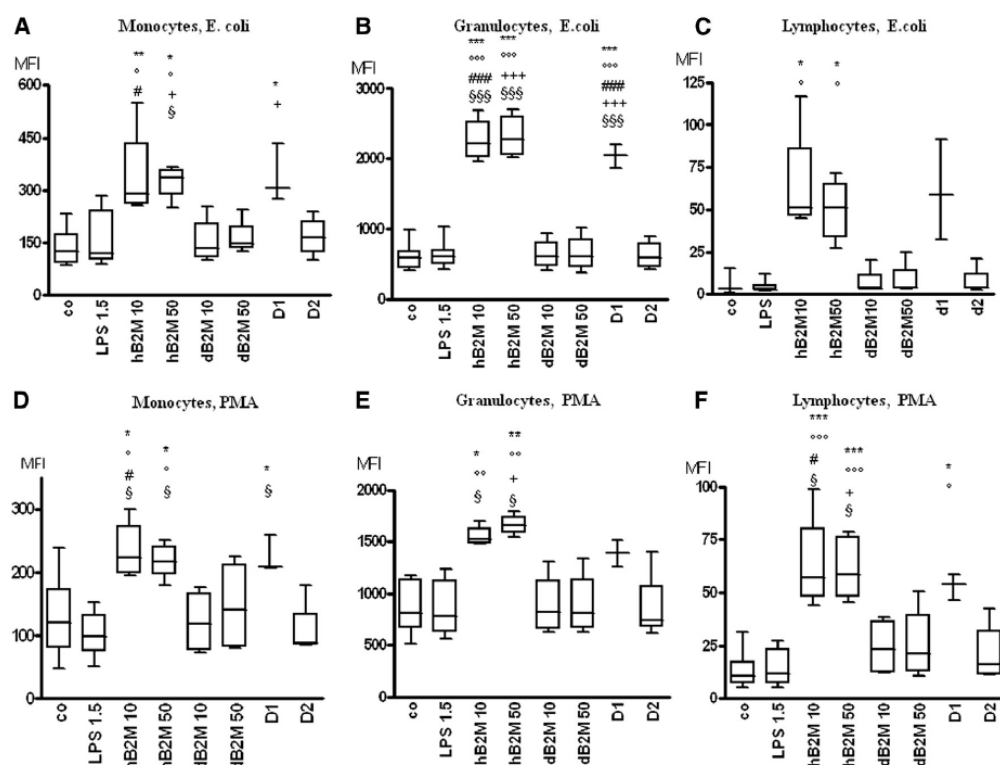 A Monocytes, E. coli
MFI
** * *
° ° +
# +
§
600
450
300
150
0
co
LPS 1.5
hB2M 10
hB2M 50
dB2M 10
dB2M 50
D1
D2
B Granulocytes, E.coli
MFI
*** *** ***
°°° °°° °°°
### +++ ###
§§§ §§§ +++
§§§
3000
2000
1000
0
co
LPS 1.5
hB2M 10
hB2M 50
dB2M 10
dB2M 50
D1
D2
C Lymphocytes, E.coli
MFI
* *
° °
125
100
75
50
25
0
co
LPS
hB2M10
hB2M50
dB2M10
dB2M50
d1
d2
D Monocytes, PMA
MFI
* * *
° ° §
# §
§
300
200
100
0
co
LPS 1.5
hB2M 10
hB2M 50
dB2M 10
dB2M 50
D1
D2
E Granulocytes, PMA
MFI
* **
°° °°
§ +
§
2000
1500
1000
500
0
co
LPS 1.5
hB2M 10
hB2M 50
dB2M 10
dB2M 50
D1
D2
F Lymphocytes, PMA
MFI
*** *** *
°°° °°° °
# +
§ §
100
75
50
25
0
co
LPS 1.5
hB2M 10
hB2M 50
dB2M 10
dB2M 50
D1
D2